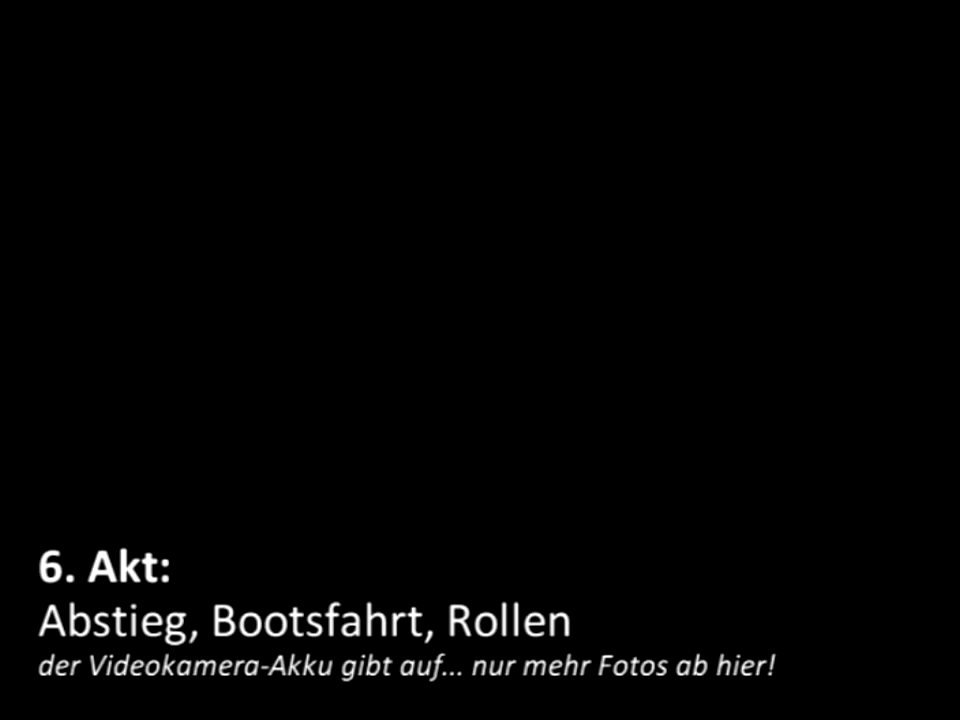 6. Akt:
Abstieg, Bootsfahrt, Rollen
der Videokamera-Akku gibt auf... nur mehr Fotos ab hier!